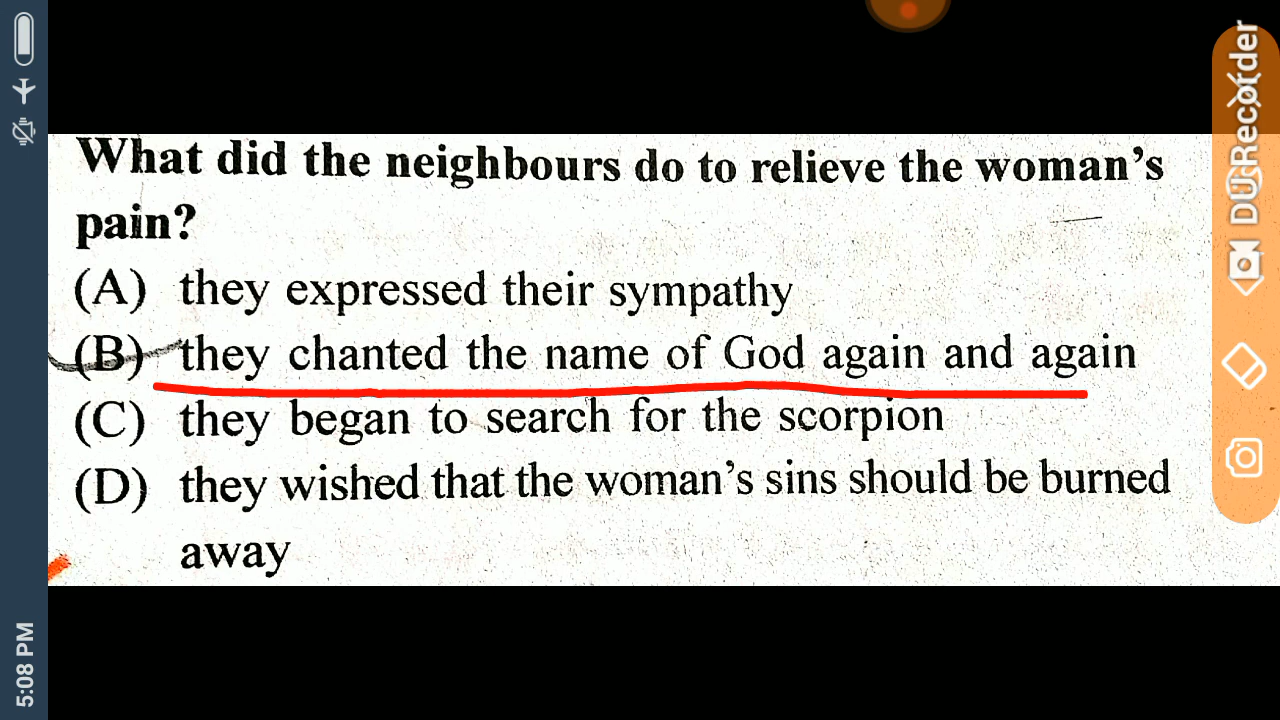 What did the neighbours do to relieve the woman's
pain?
(A) they expressed their sympathy
(B) they chanted the name of God again and again
(C) they began to search for the scorpion
(D) they wished that the woman's sins should be burned
away
DU Recorder
5:08 PM